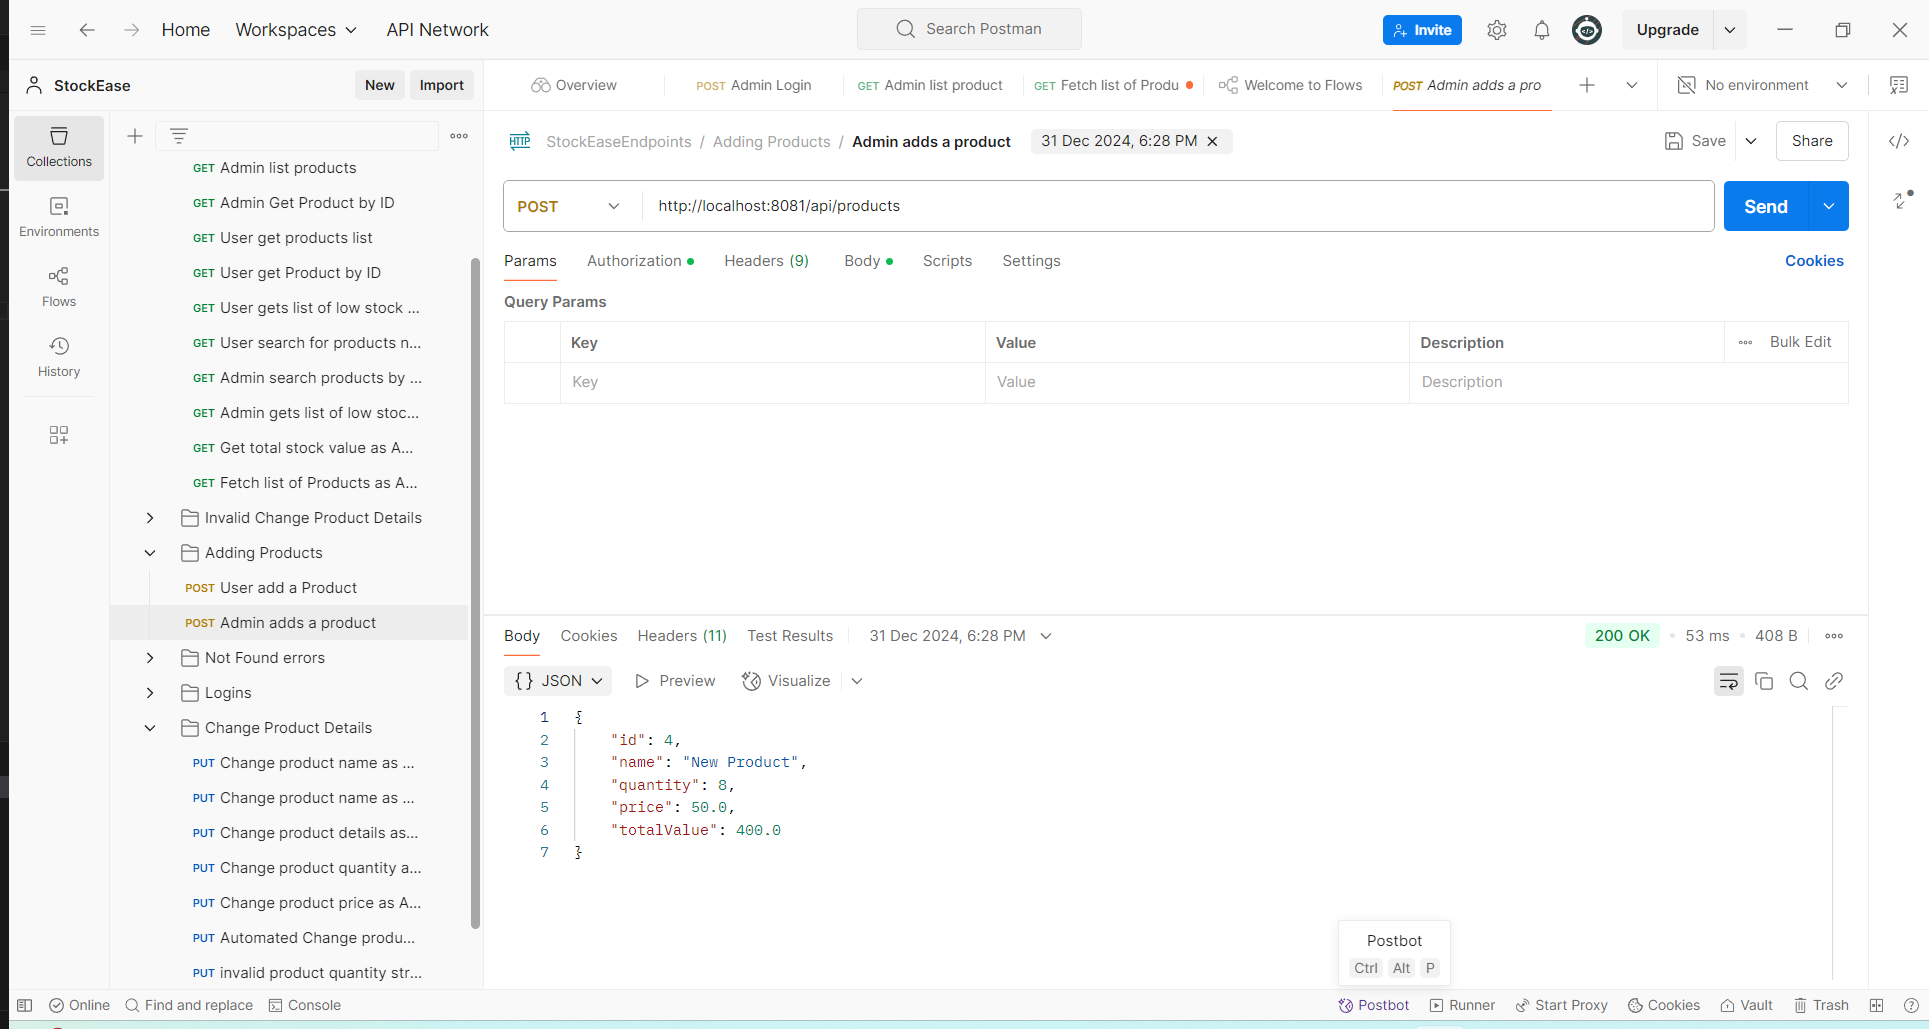 Home Workspaces API Network Search Postman Invite Upgrade
StockEase New Import Overview POST Admin Login GET Admin list product GET Fetch list of Produ Welcome to Flows POST Admin adds a pro No environment
Collections
Environments
Flows
History
GET Admin list products
GET Admin Get Product by ID
GET User get products list
GET User get Product by ID
GET User gets list of low stock ...
GET User search for products n...
GET Admin search products by ...
GET Admin gets list of low stoc...
GET Get total stock value as A...
GET Fetch list of Products as A...
Invalid Change Product Details
Adding Products
POST User add a Product
POST Admin adds a product
Not Found errors
Logins
Change Product Details
PUT Change product name as ...
PUT Change product name as ...
PUT Change product details as...
PUT Change product quantity a...
PUT Change product price as A...
PUT Automated Change produ...
PUT invalid product quantity str...
HTTP StockEaseEndpoints / Adding Products / Admin adds a product 31 Dec 2024, 6:28 PM Save Share
POST http://localhost:8081/api/products Send
Params Authorization Headers (9) Body Scripts Settings Cookies
Query Params
Key Value Description Bulk Edit
Key Value Description
Body Cookies Headers (11) Test Results 31 Dec 2024, 6:28 PM 200 OK 53 ms 408 B
{} JSON Preview Visualize
1 {
2 "id": 4,
3 "name": "New Product",
4 "quantity": 8,
5 "price": 50.0,
6 "totalValue": 400.0
7 }
Postbot
Ctrl Alt P
Online Find and replace Console Postbot Runner Start Proxy Cookies Vault Trash